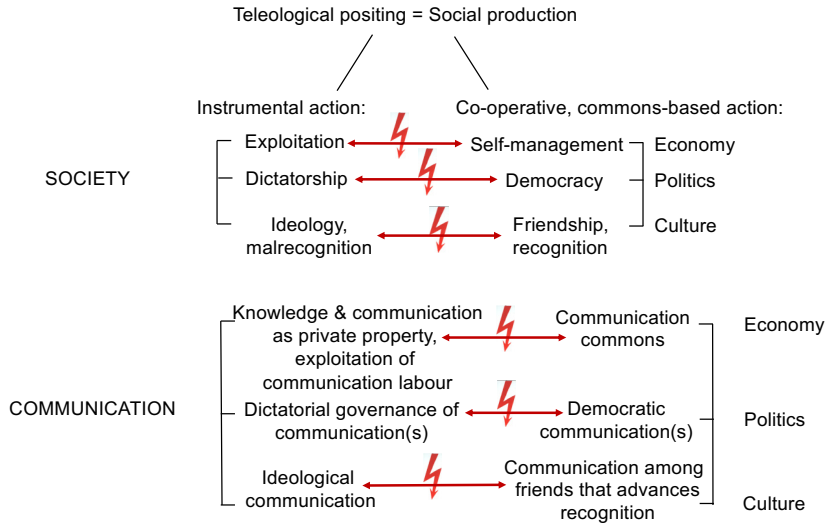 Teleological positing = Social production
Instrumental action:
Co-operative, commons-based action:
Exploitation
Self-management
Economy
SOCIETY
Dictatorship
Democracy
Politics
Ideology,
malrecognition
Friendship,
recognition
Culture
Knowledge & communication
as private property,
exploitation of
communication labour
Communication
commons
Economy
COMMUNICATION
Dictatorial governance of
communication(s)
Democratic
communication(s)
Politics
Ideological
communication
Communication among
friends that advances
recognition
Culture